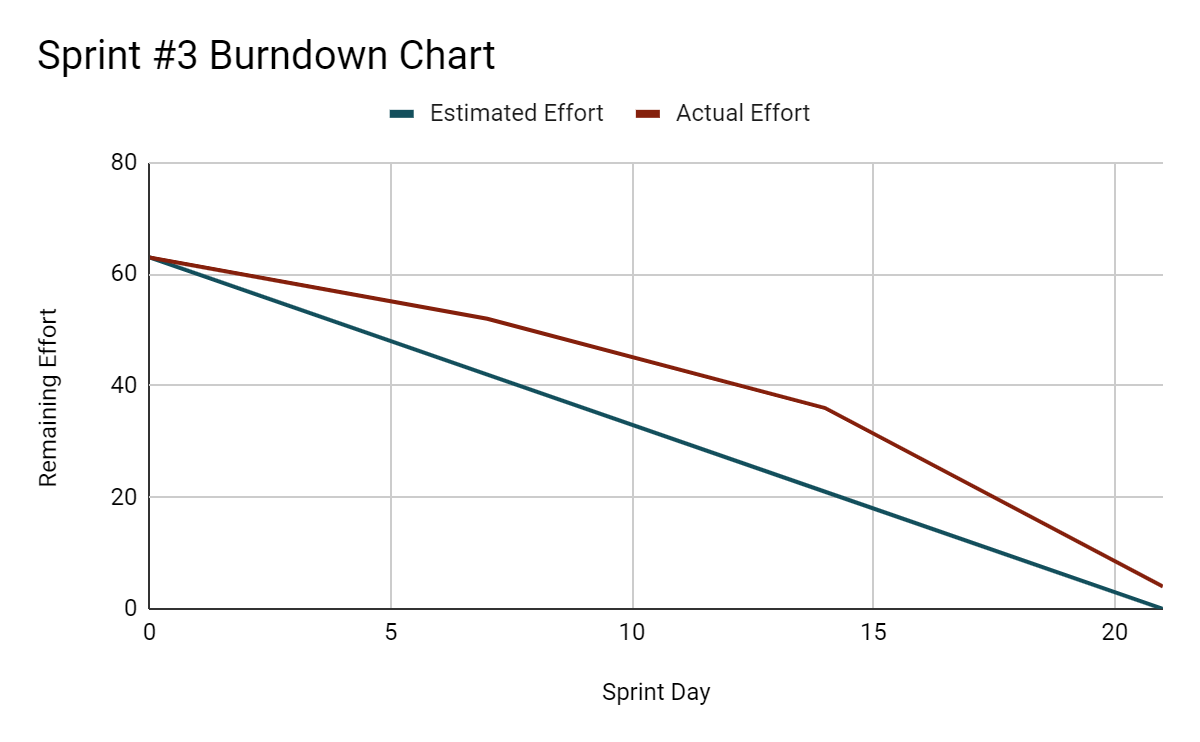 Sprint #3 Burndown Chart
Estimated Effort Actual Effort
80
60
40
20
0
Remaining Effort
0 5 10 15 20
Sprint Day